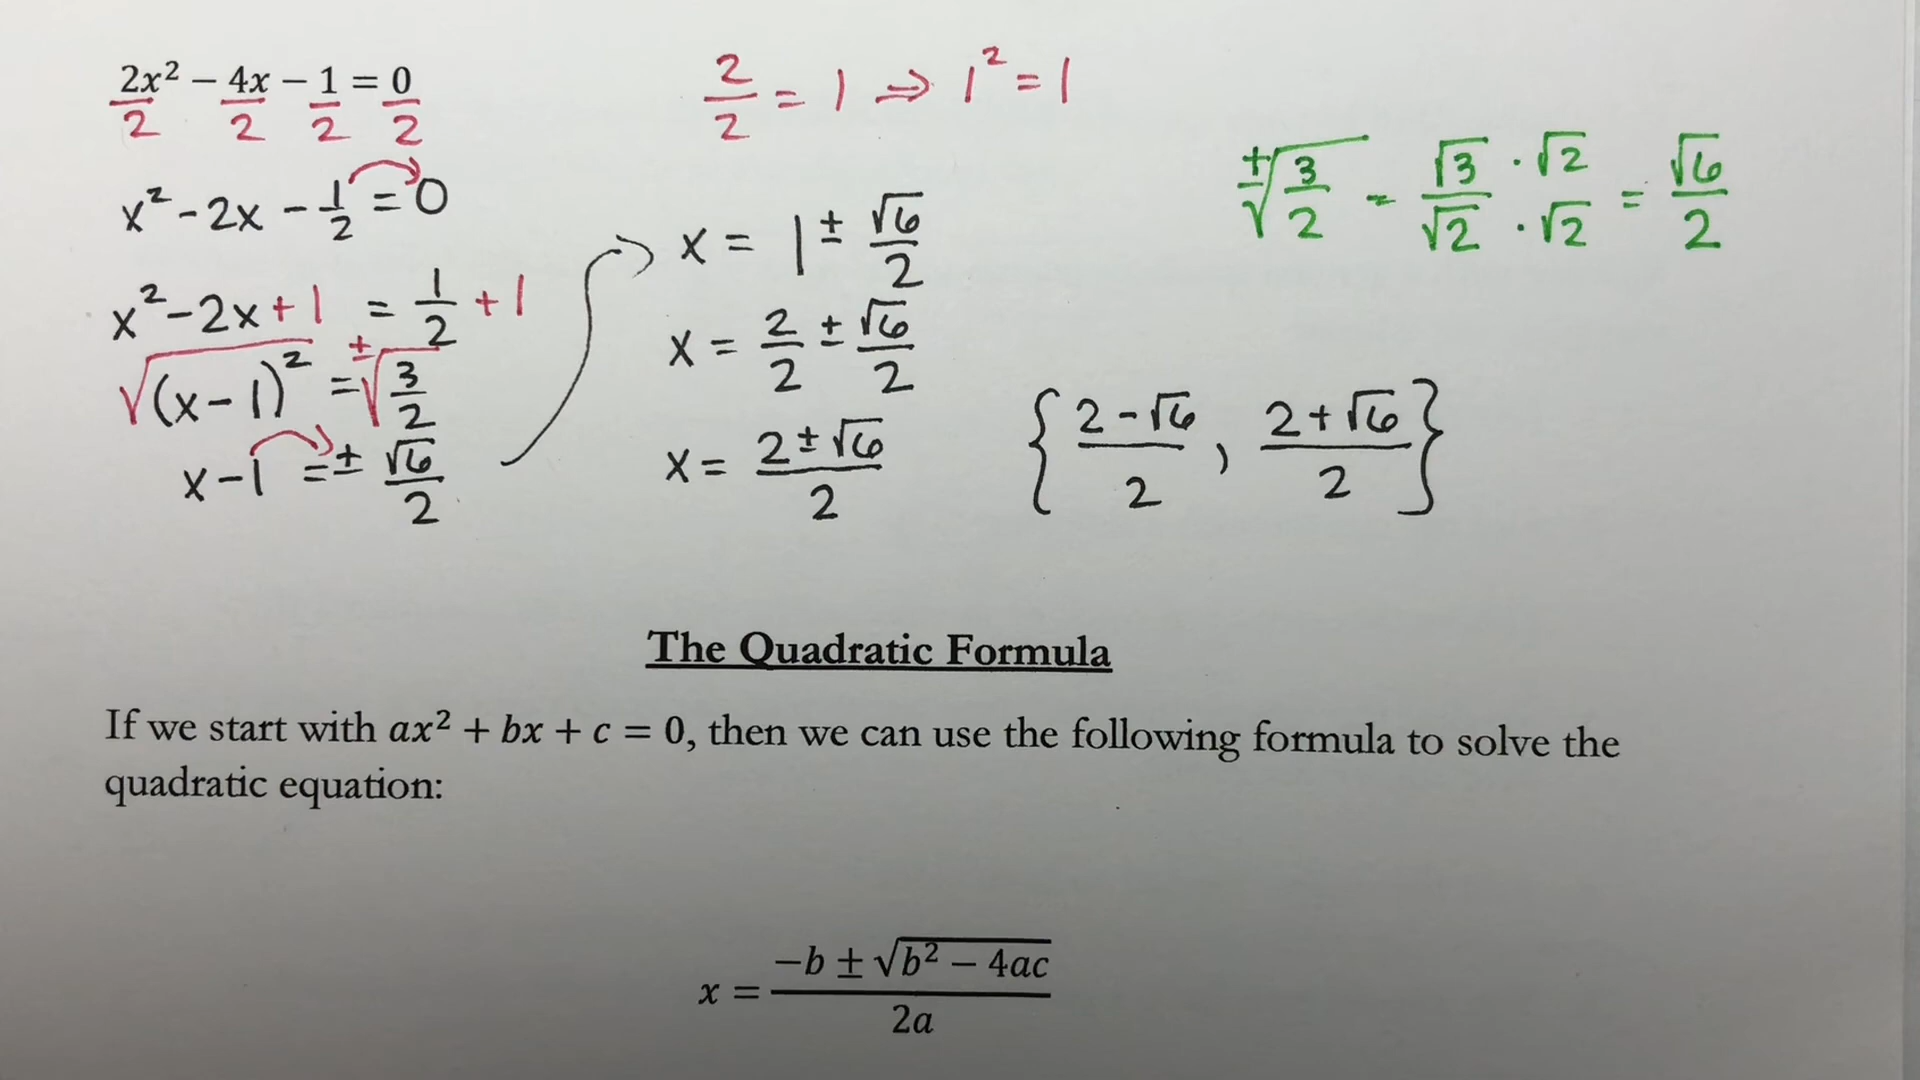 2x² − 4x − 1 = 0
2 2 2 2
x² - 2x - 1/2 = 0
x² - 2x + 1 = 1/2 + 1
√(x - 1)² = ±√3/2
x - 1 = ± √6/2
2/2 = 1 ⇒ 1² = 1
x = 1 ± √6/2
x = 2/2 ± √6/2
x = 2 ± √6/2
±√3/2 = √3/√2 · √2/√2 = √6/2
{ 2 - √6/2 , 2 + √6/2 }
The Quadratic Formula
If we start with ax² + bx + c = 0, then we can use the following formula to solve the
quadratic equation:
x = −b ± √b² − 4ac/2a